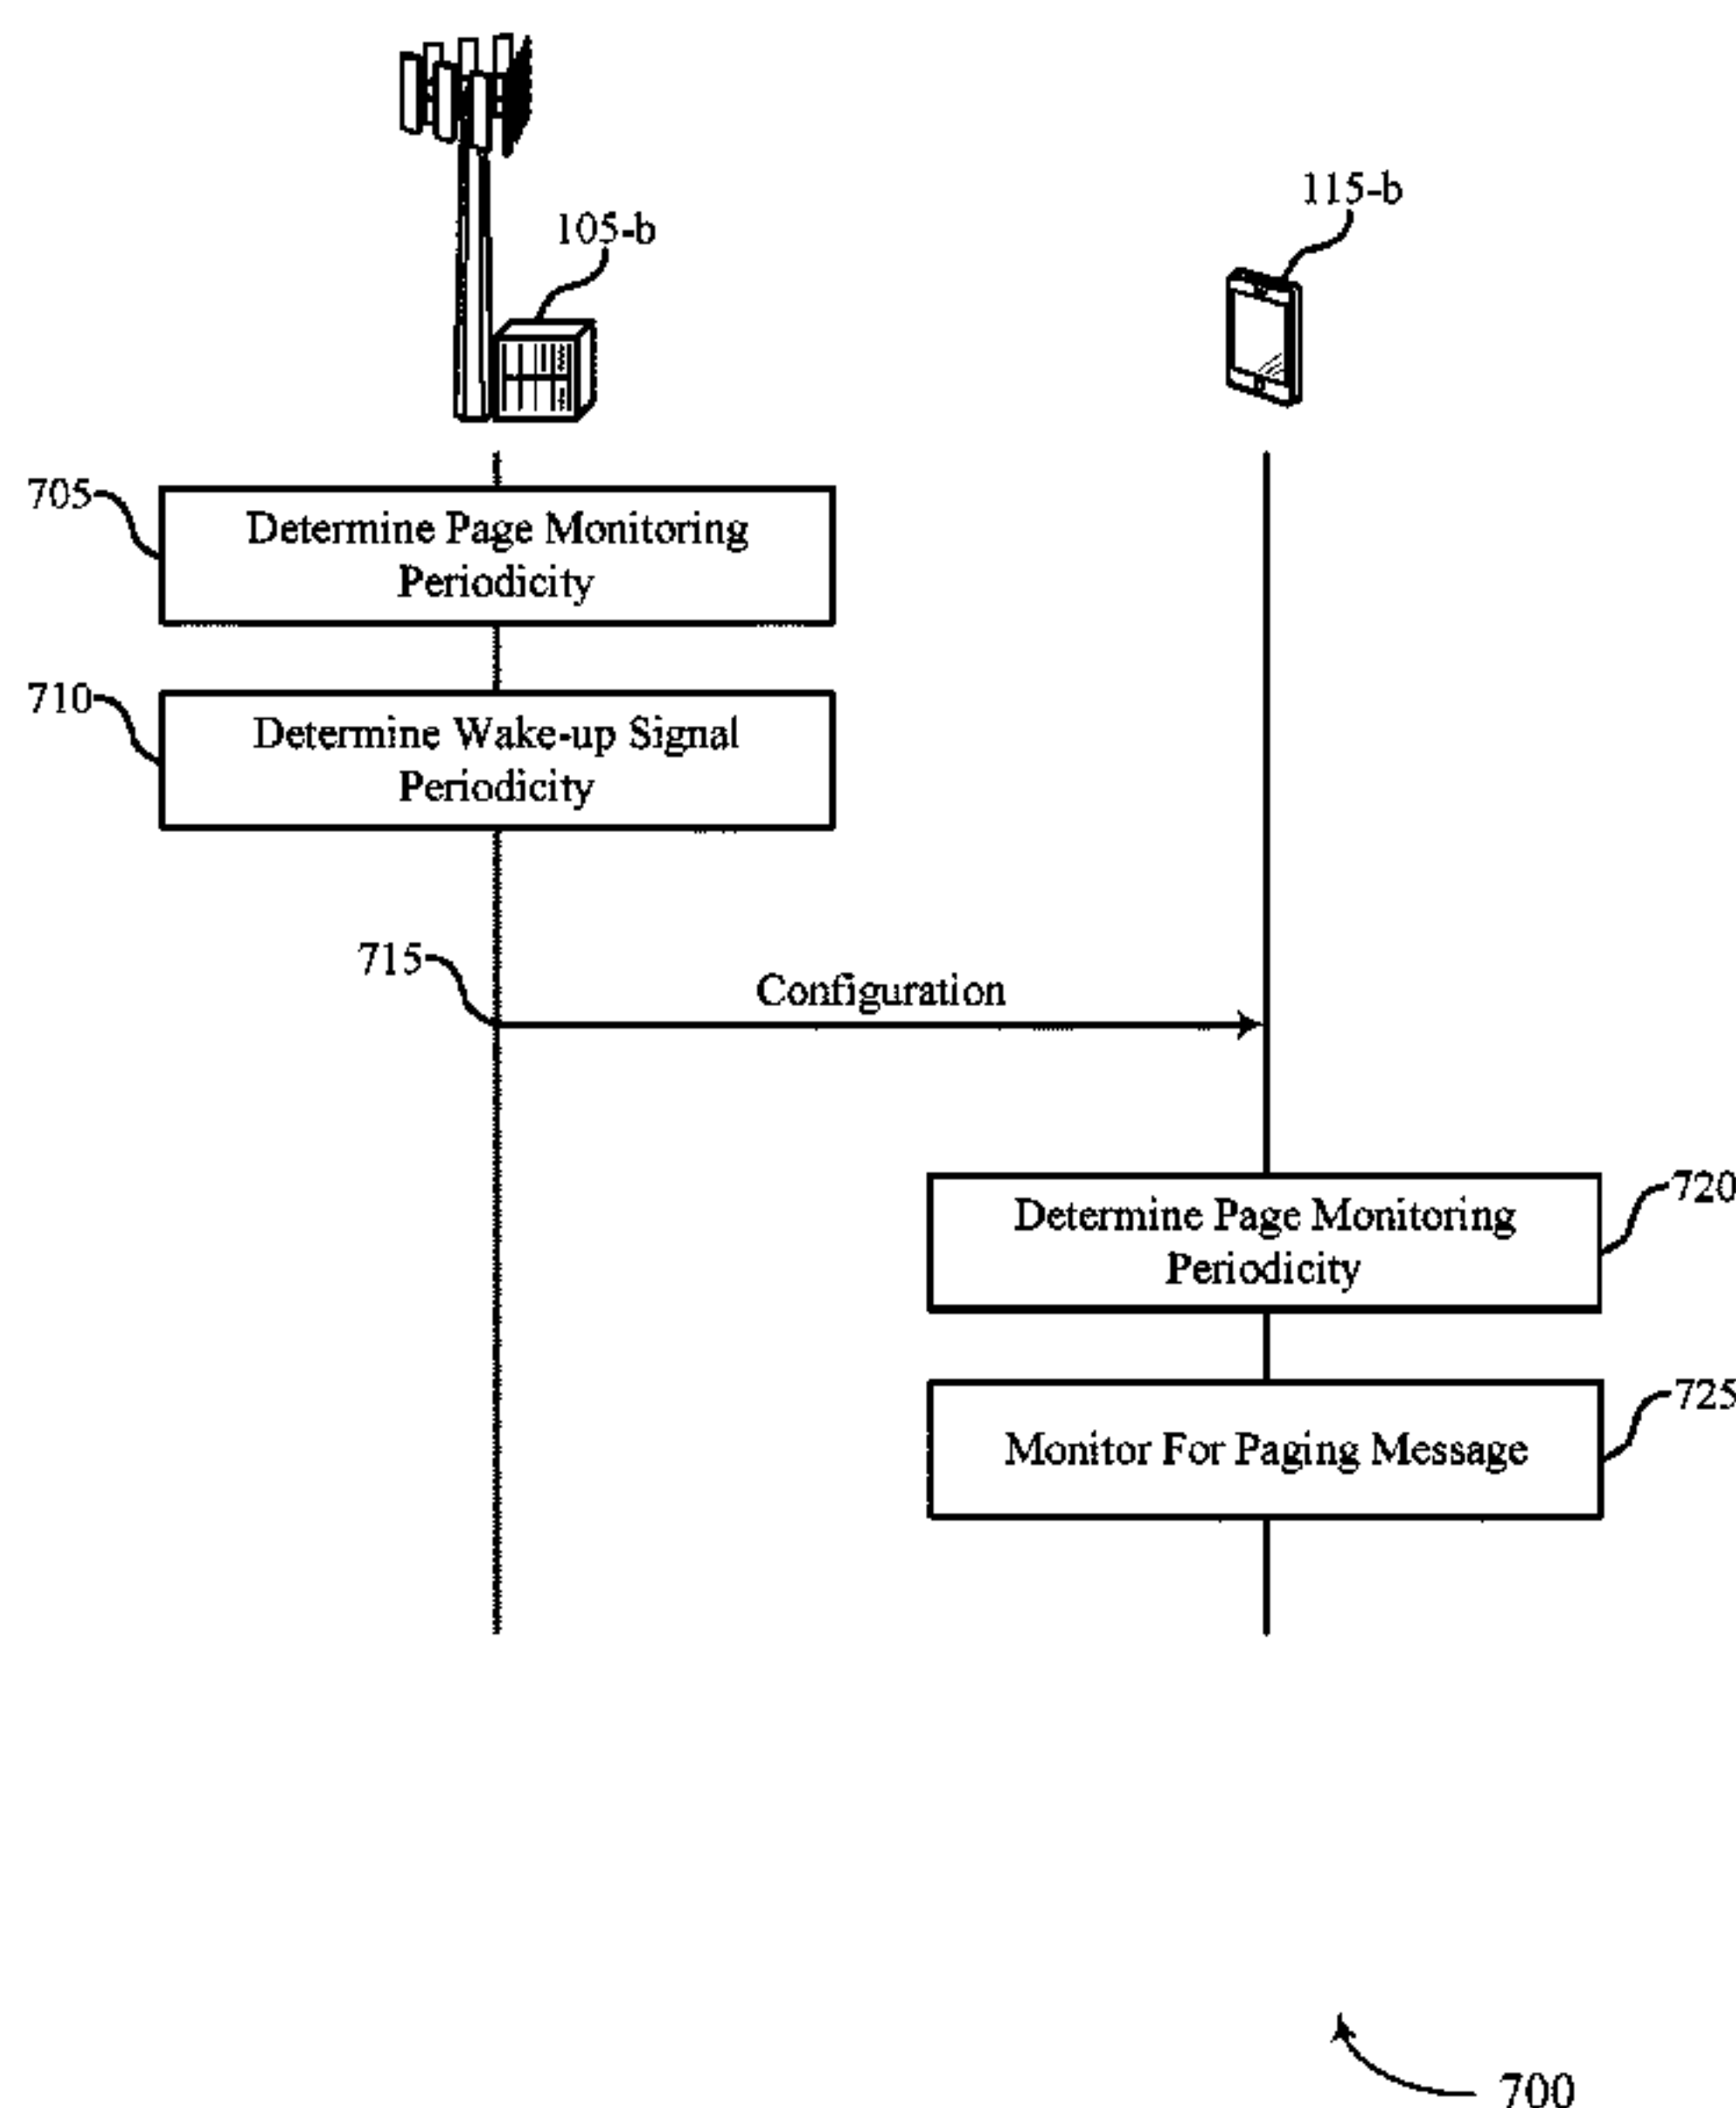 105-b
115-b
705
Determine Page Monitoring
Periodicity
710
Determine Wake-up Signal
Periodicity
715
Configuration
720
Determine Page Monitoring
Periodicity
725
Monitor For Paging Message
700